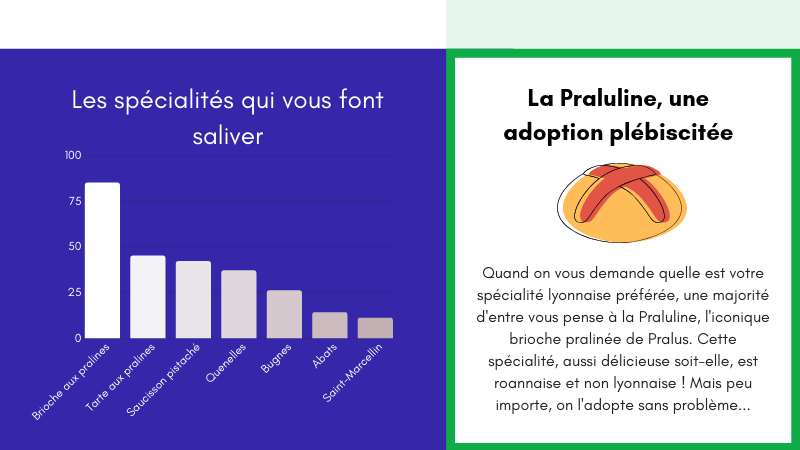 Les spécialités qui vous font
saliver
100
75
50
25
0
Brioche aux pralines
Tarte aux pralines
Saucisson pistaché
Quenelles
Bugnes
Abats
Saint-Marcellin
La Praluline, une
adoption plébiscitée
Quand on vous demande quelle est votre
spécialité lyonnaise préférée, une majorité
d'entre vous pense à la Praluline, l'iconique
brioche pralinée de Pralus. Cette
spécialité, aussi délicieuse soit-elle, est
roannaise et non lyonnaise ! Mais peu
importe, on l'adopte sans problème...